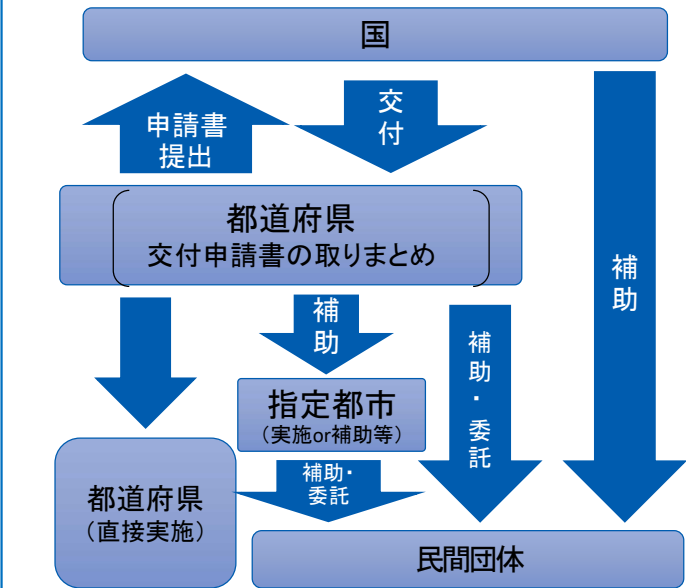 国
申請書
提出
交
付
都道府県
交付申請書の取りまとめ
補
助
補
助
補
助
・
委
託
指定都市
（実施or補助等）
補助・
委託
都道府県
（直接実施）
民間団体